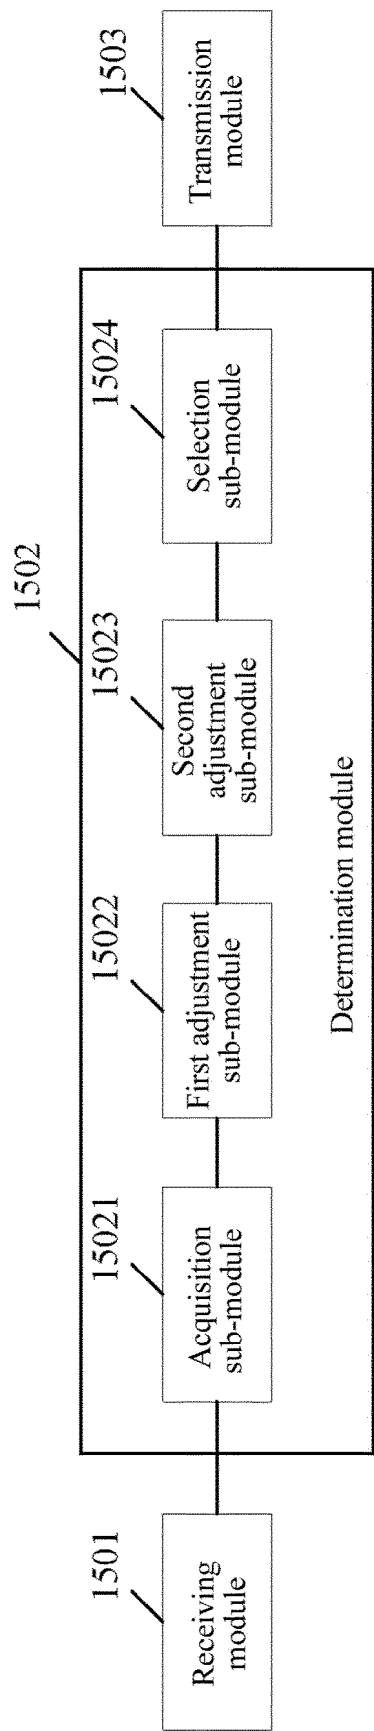 1502
1501
15021
15022
15023
15024
1503
Receiving
module
Acquisition
sub-module
First adjustment
sub-module
Second
adjustment
sub-module
Selection
sub-module
Transmission
module
Determination module